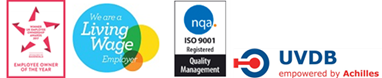 EMPLOYEE OWNER
OF THE YEAR
We are a
Living
Wage
Employer
nqa.
ISO 9001
Registered
Quality
Management
UVDB
empowered by Achilles